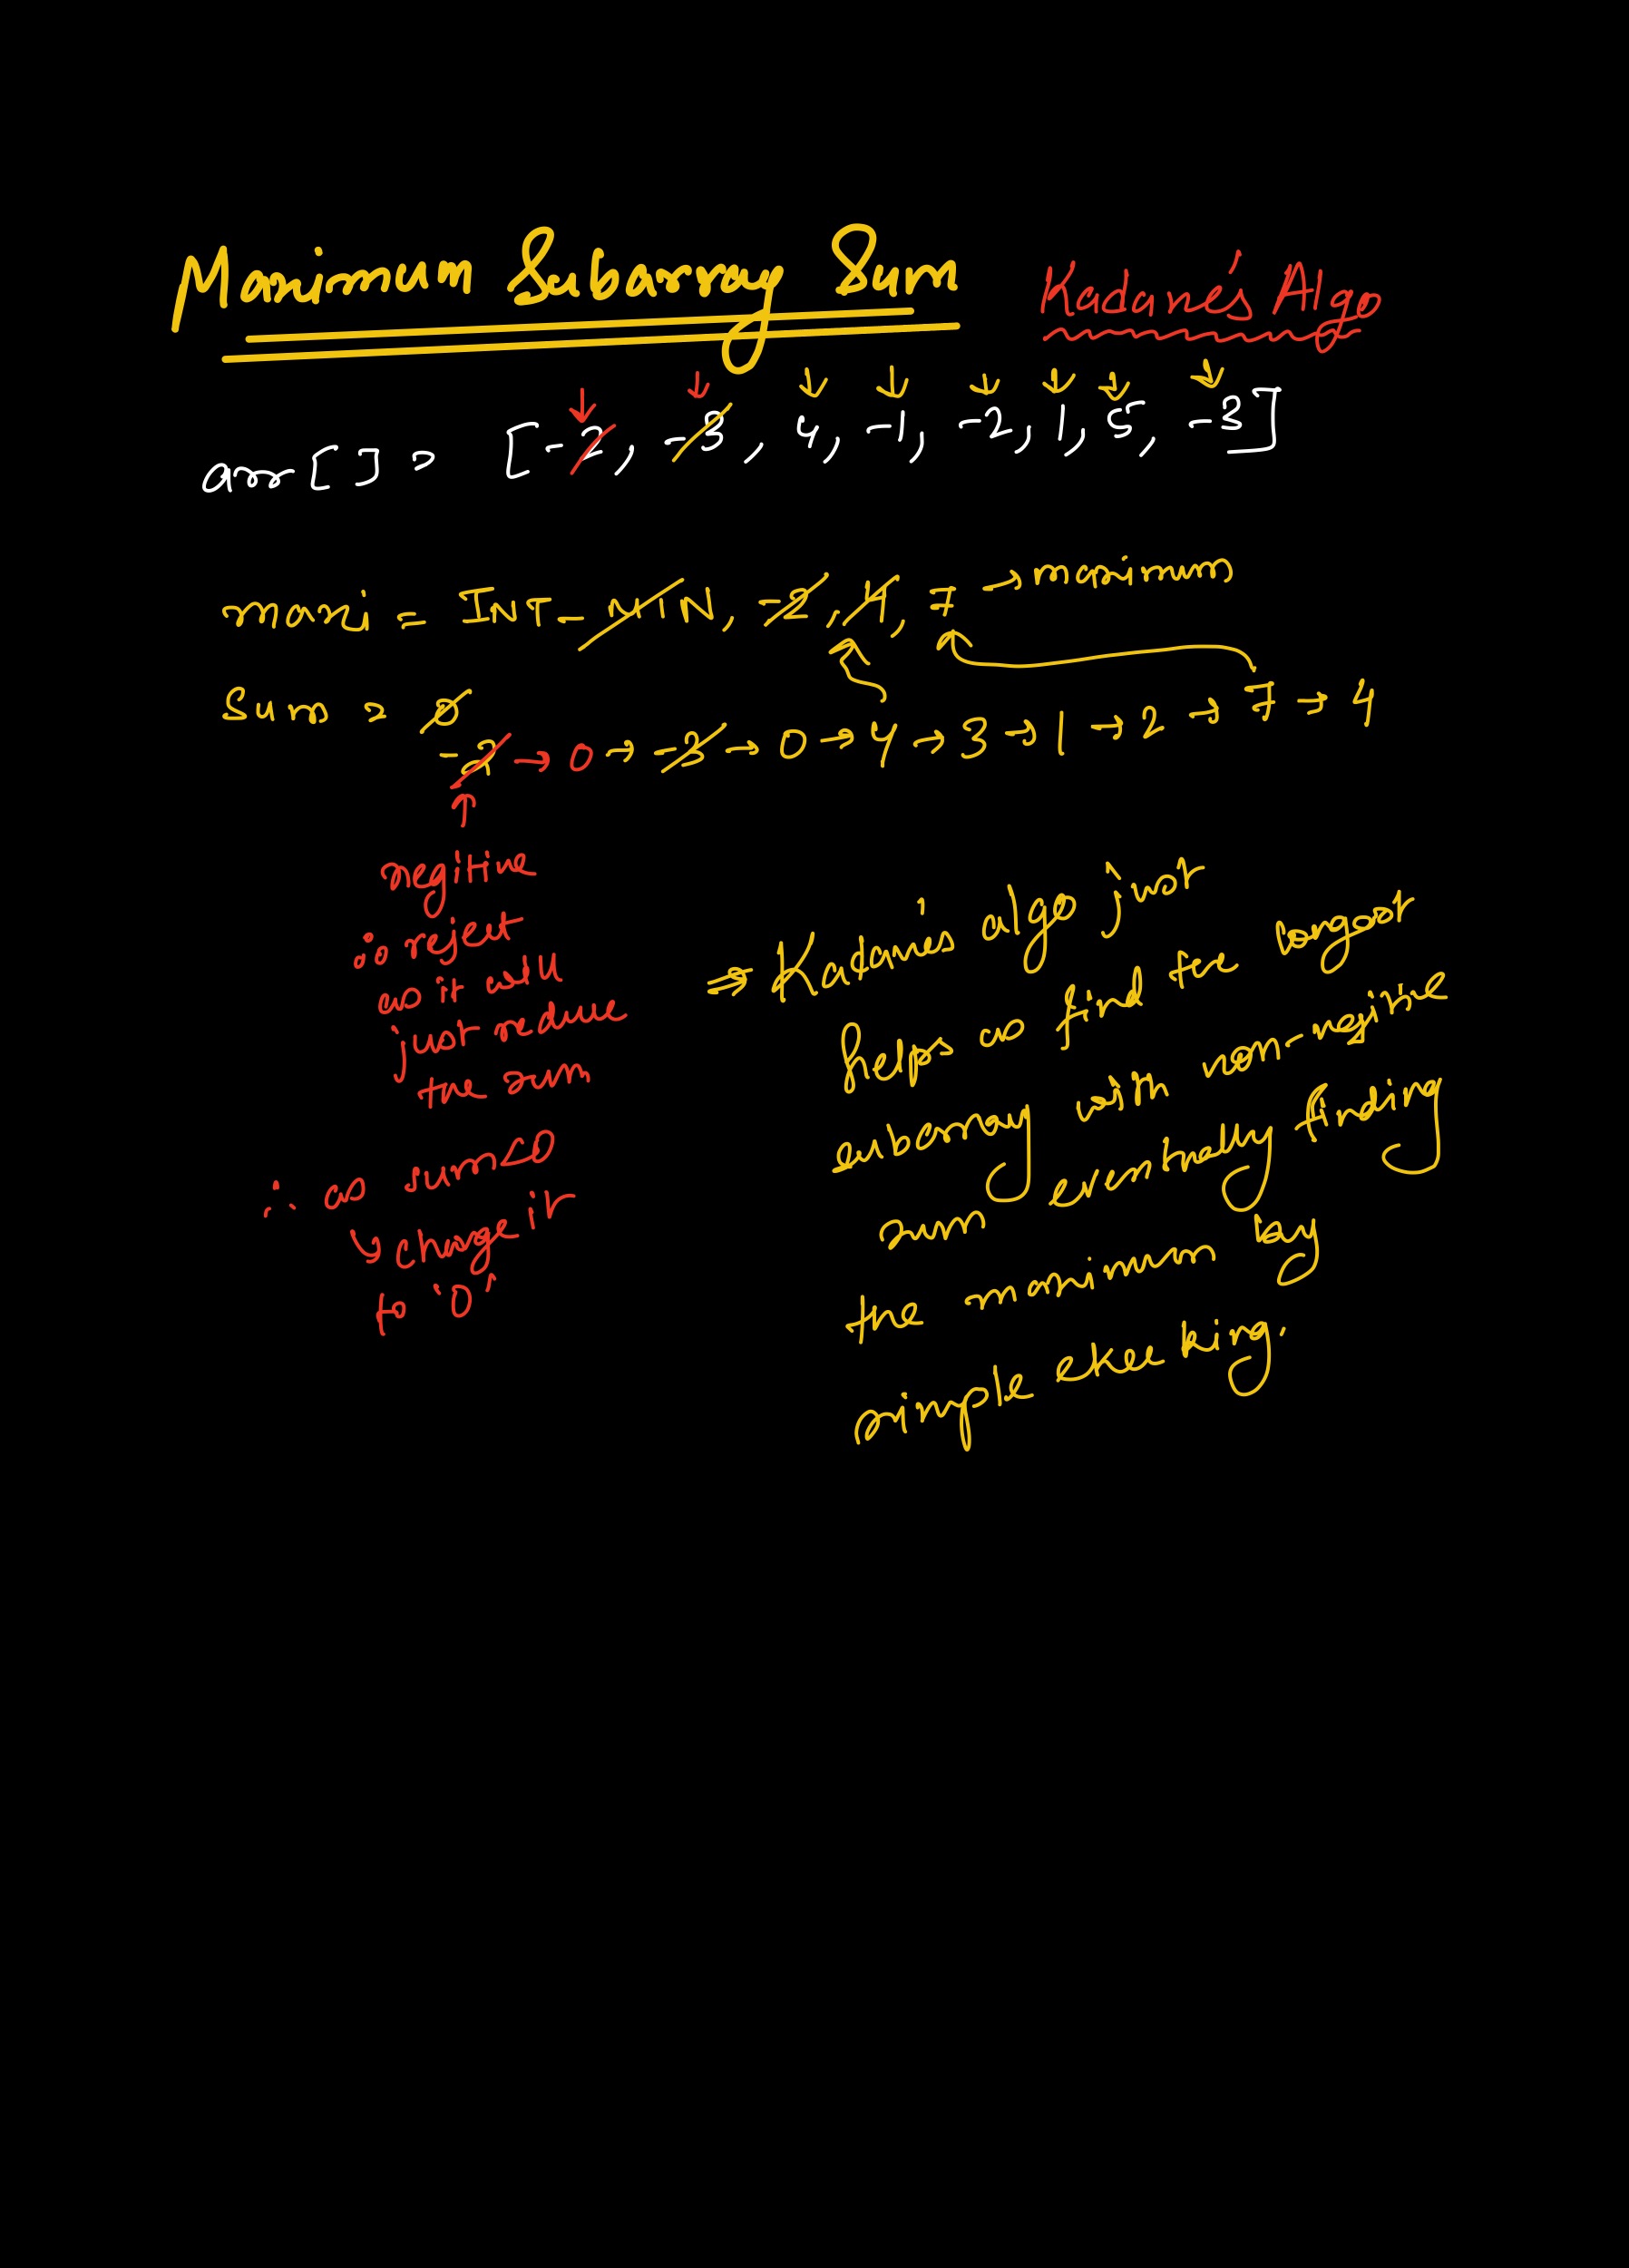 Maximum Subarray Sum
Kadane's Algo
arr[] = [-2, -3, 4, -1, -2, 1, 5, -3]
maxi = INT_MIN, -2, 4, 7 → maximum
Sum = 0
-2 → 0 → -3 → 0 → 4 → 3 → 1 → 2 → 7 → 4
negitive
∴ reject
as it will
just reduce
the sum
∴ as sum<0
↳ change it
to '0'
⇒ Kadane's algo just
helps us find the longest
subarray with non-negitive
sum eventually finding
the maximum by
simple checking.